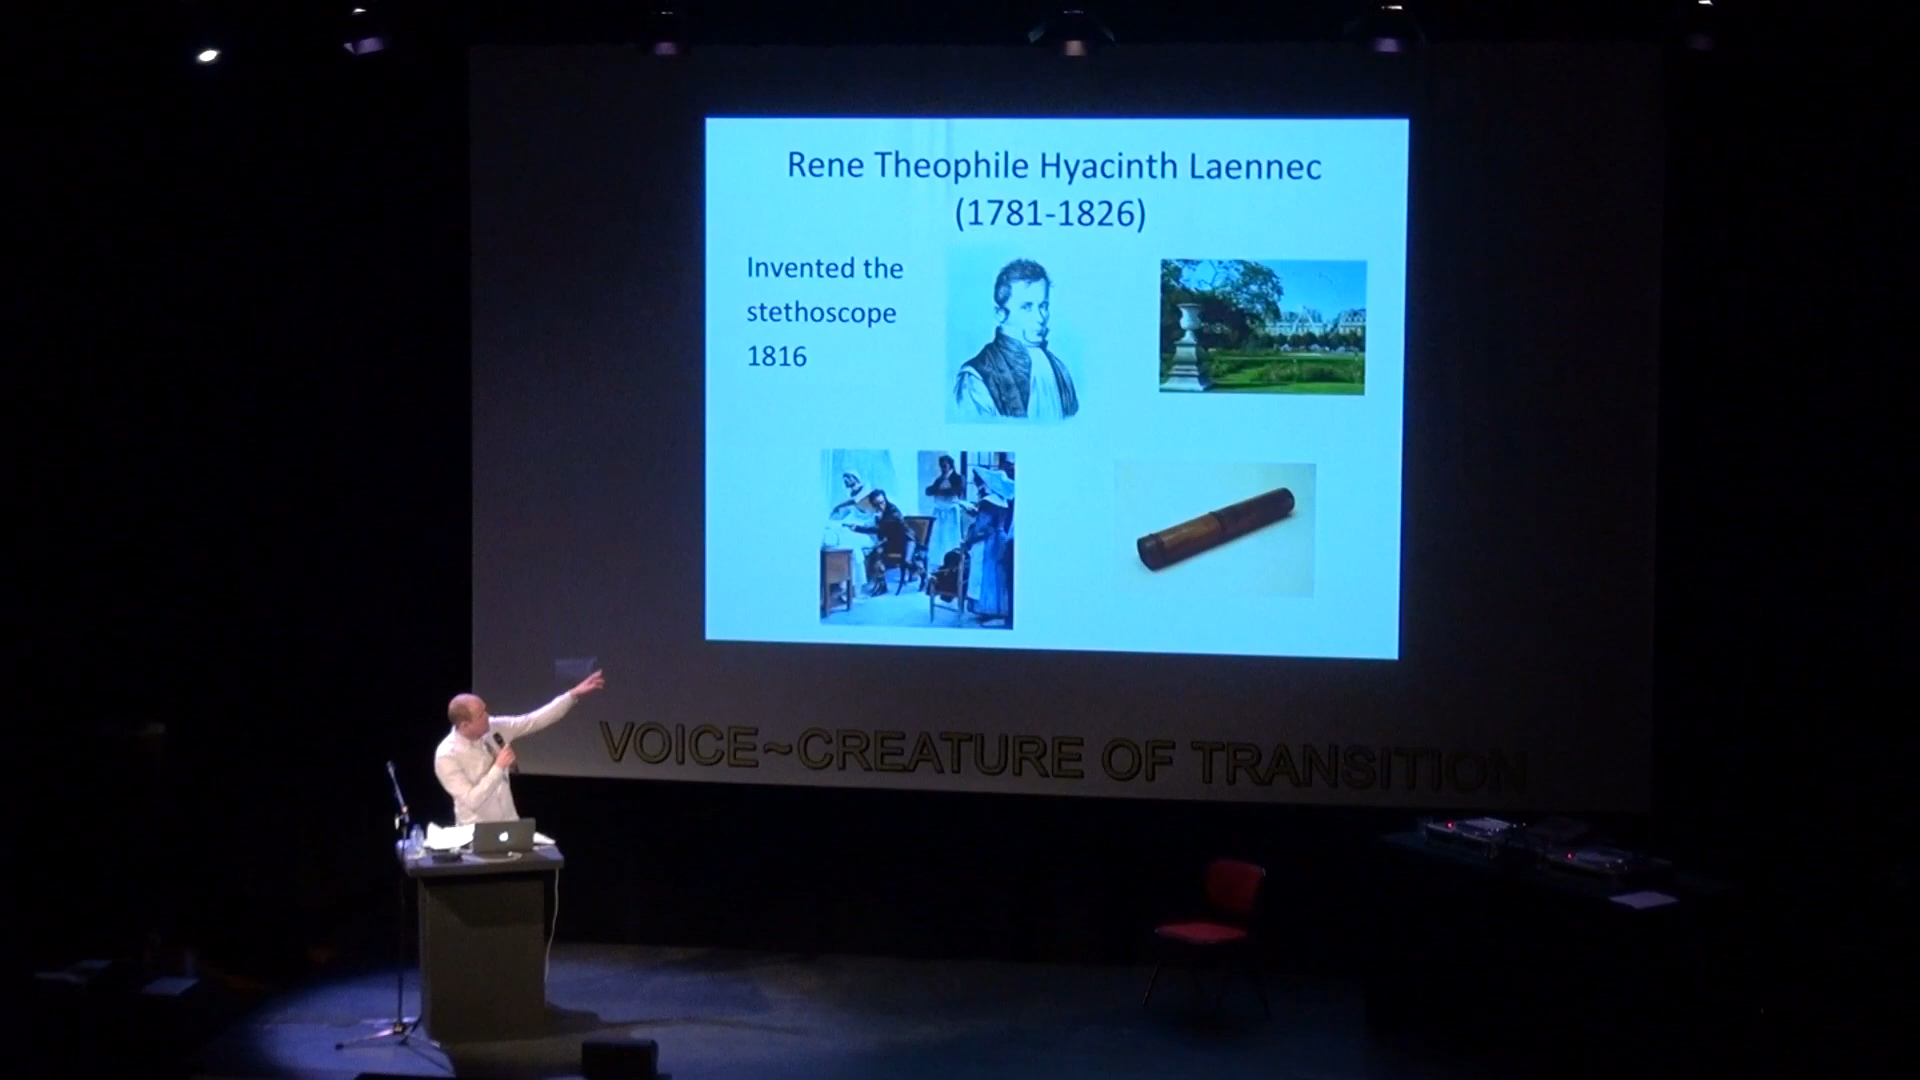 Rene Theophile Hyacinth Laennec
(1781-1826)
Invented the
stethoscope
1816
VOICE~CREATURE OF TRANSITION